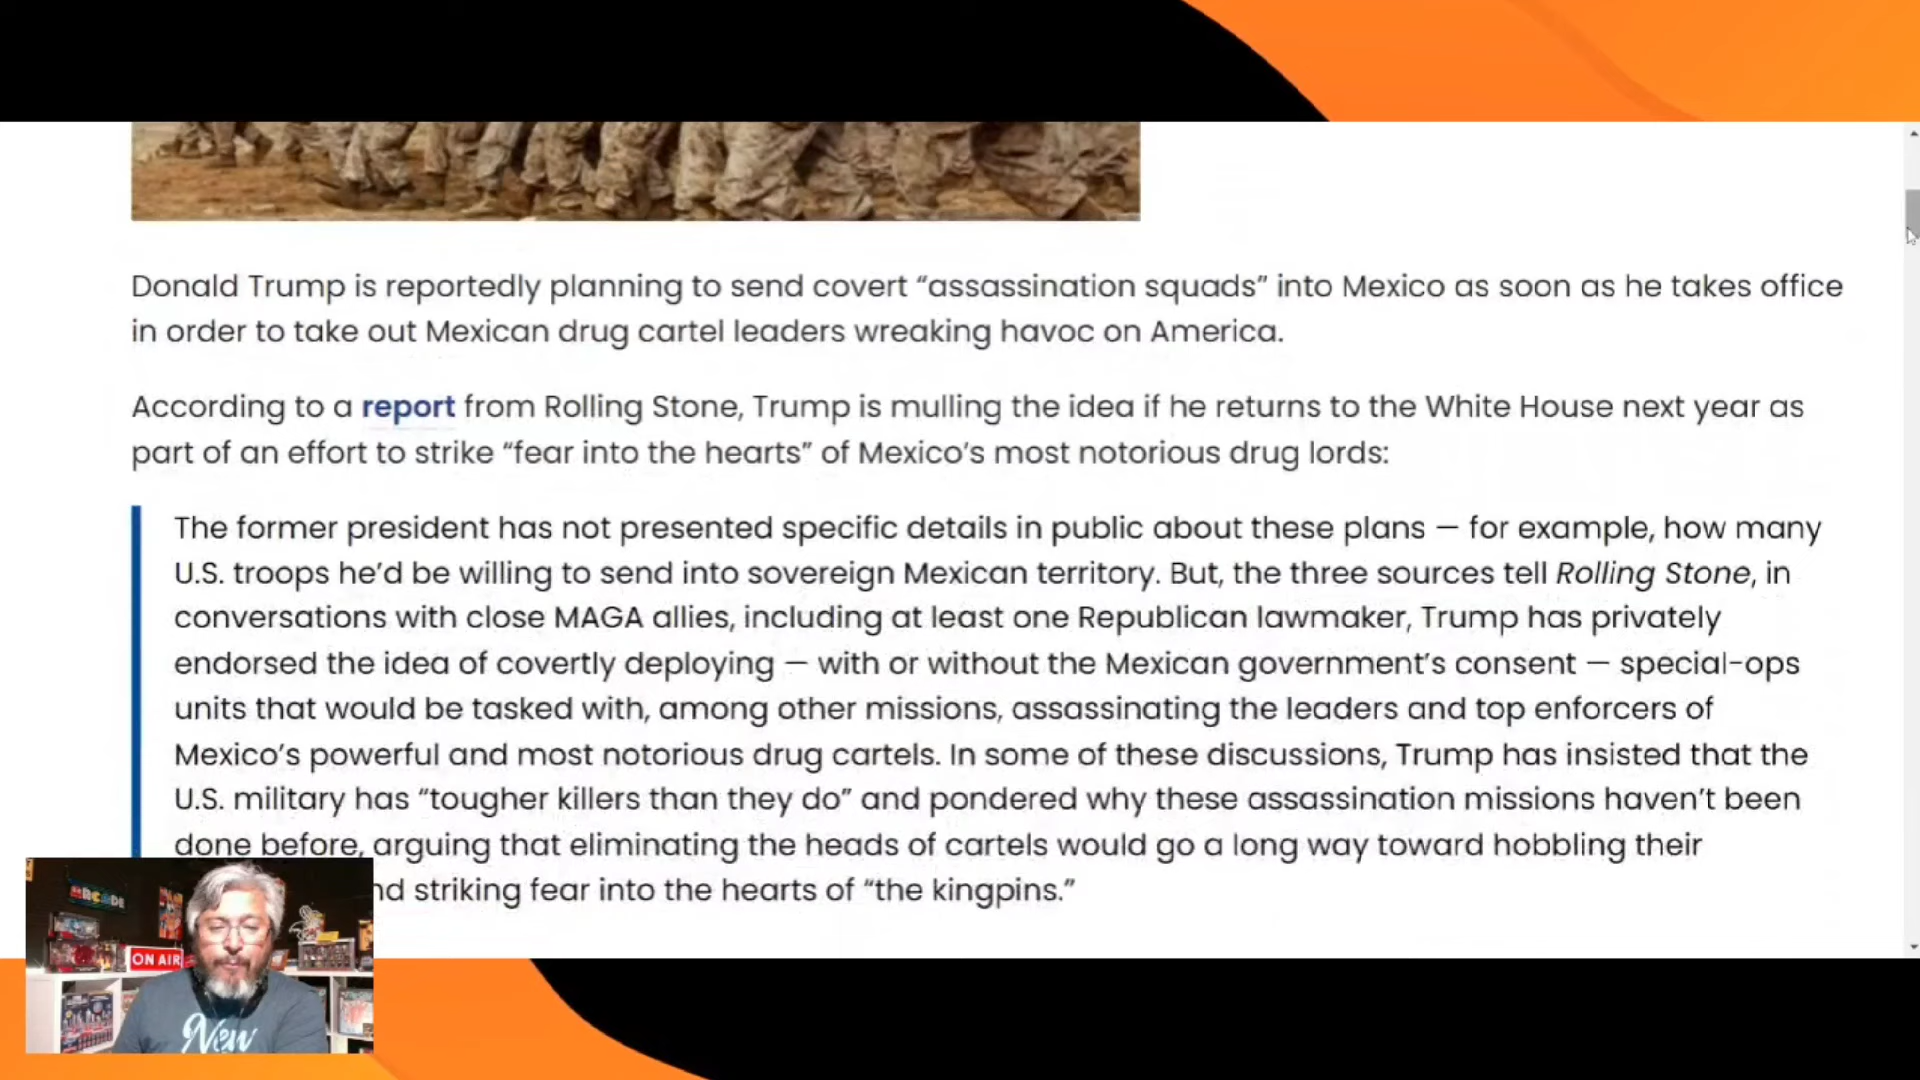 Donald Trump is reportedly planning to send covert “assassination squads” into Mexico as soon as he takes office
in order to take out Mexican drug cartel leaders wreaking havoc on America.
According to a report from Rolling Stone, Trump is mulling the idea if he returns to the White House next year as
part of an effort to strike “fear into the hearts” of Mexico’s most notorious drug lords:
The former president has not presented specific details in public about these plans — for example, how many
U.S. troops he’d be willing to send into sovereign Mexican territory. But, the three sources tell Rolling Stone, in
conversations with close MAGA allies, including at least one Republican lawmaker, Trump has privately
endorsed the idea of covertly deploying — with or without the Mexican government’s consent — special-ops
units that would be tasked with, among other missions, assassinating the leaders and top enforcers of
Mexico’s powerful and most notorious drug cartels. In some of these discussions, Trump has insisted that the
U.S. military has “tougher killers than they do” and pondered why these assassination missions haven’t been
done before, arguing that eliminating the heads of cartels would go a long way toward hobbling their
nd striking fear into the hearts of “the kingpins.”
ARCADE
ON AIR
New